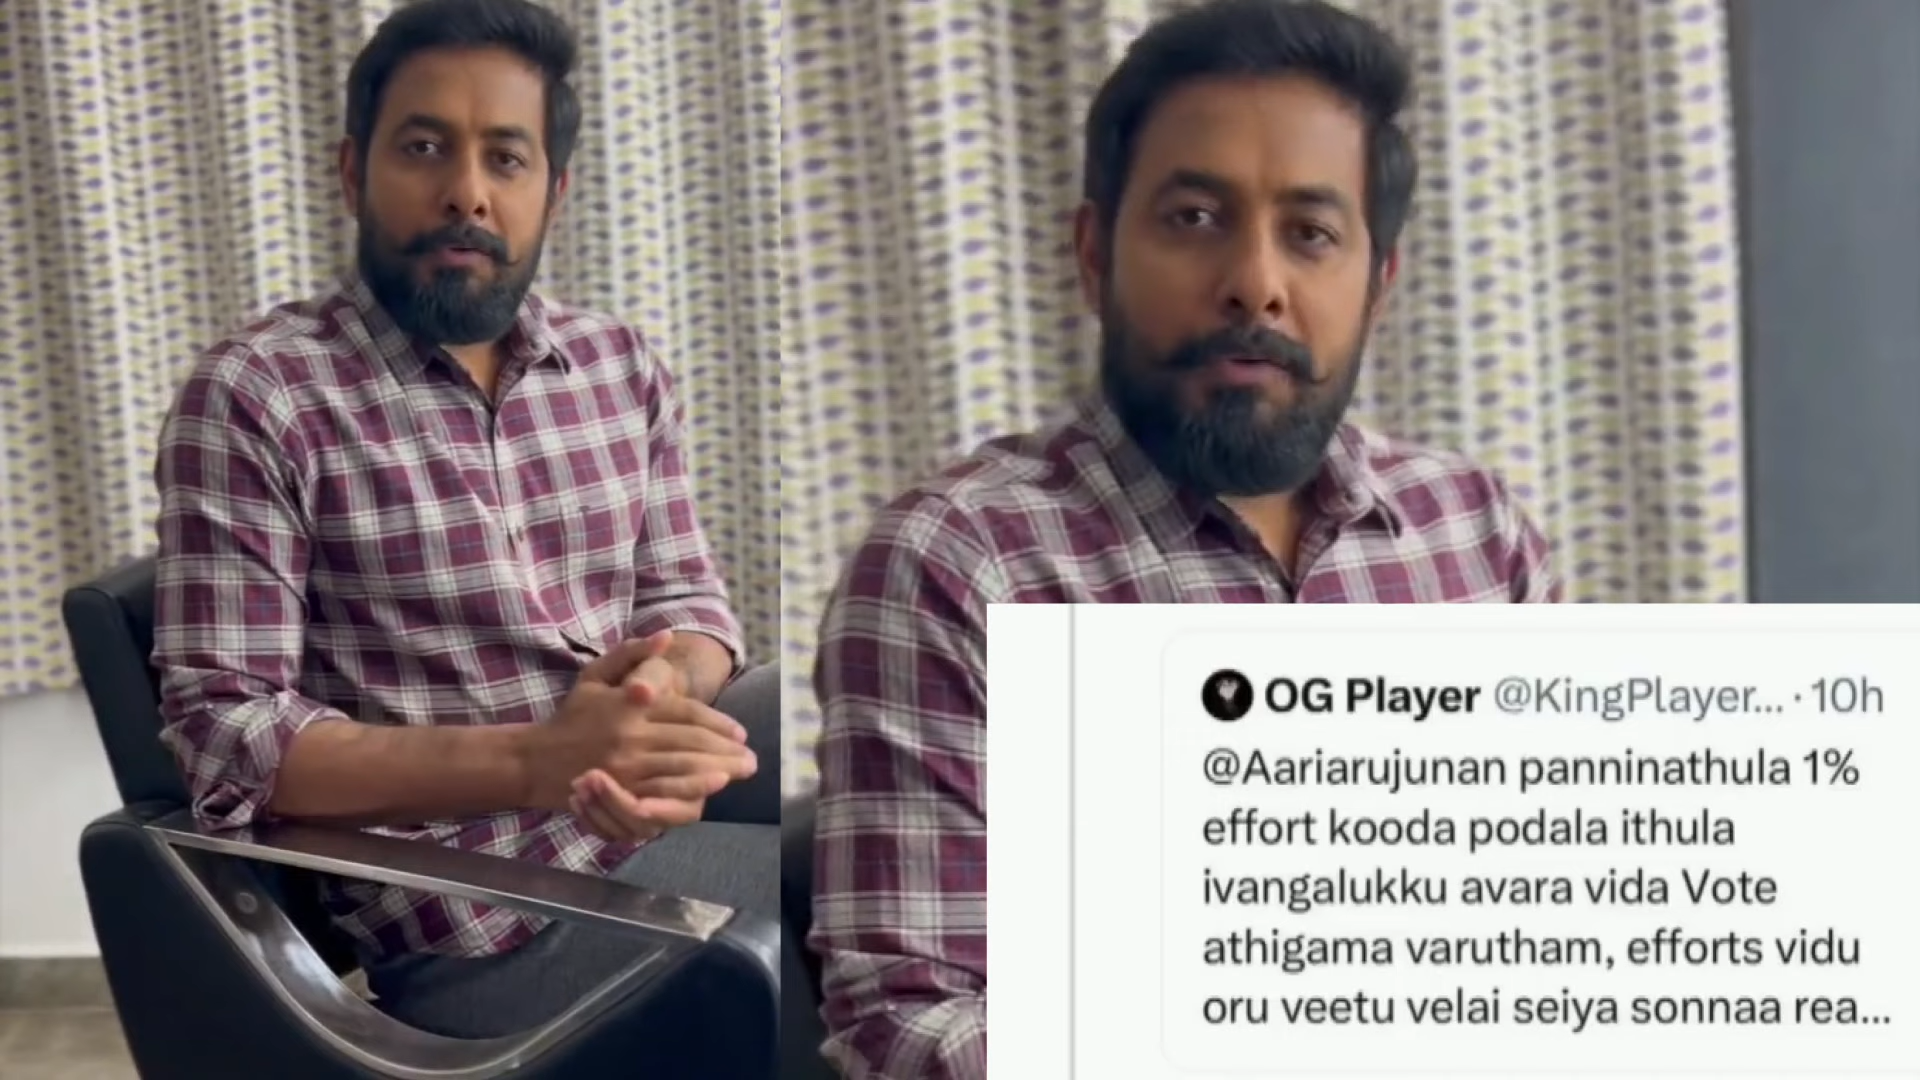 OG Player @KingPlayer... · 10h
@Aariarujunan panninathula 1%
effort kooda podala ithula
ivangalukku avara vida Vote
athigama varutham, efforts vidu
oru veetu velai seiya sonnaa rea...